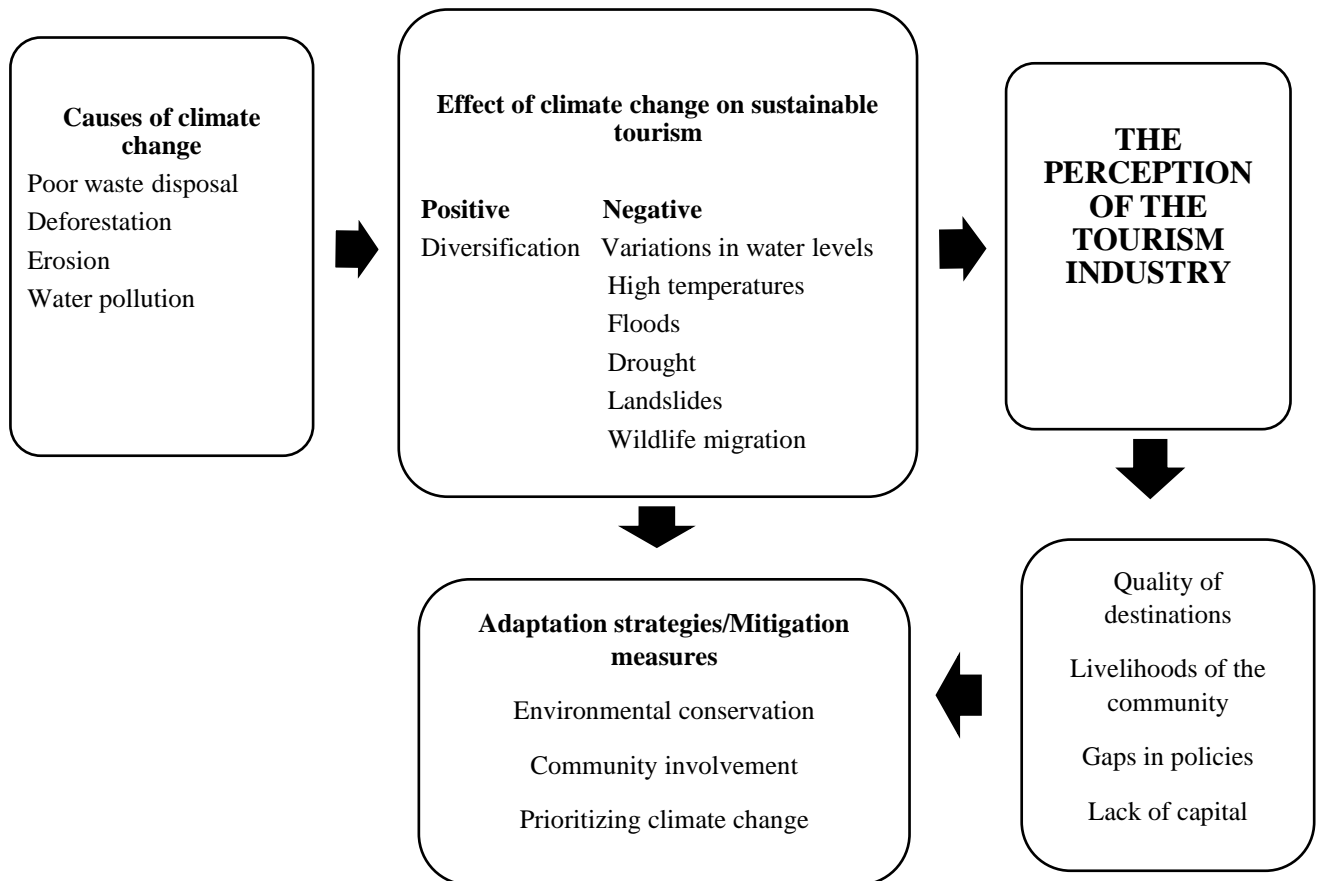 Causes of climate
change
Poor waste disposal
Deforestation
Erosion
Water pollution
Effect of climate change on sustainable
tourism
Positive Negative
Diversification Variations in water levels
High temperatures
Floods
Drought
Landslides
Wildlife migration
THE
PERCEPTION
OF THE
TOURISM
INDUSTRY
Adaptation strategies/Mitigation
measures
Environmental conservation
Community involvement
Prioritizing climate change
Quality of
destinations
Livelihoods of the
community
Gaps in policies
Lack of capital